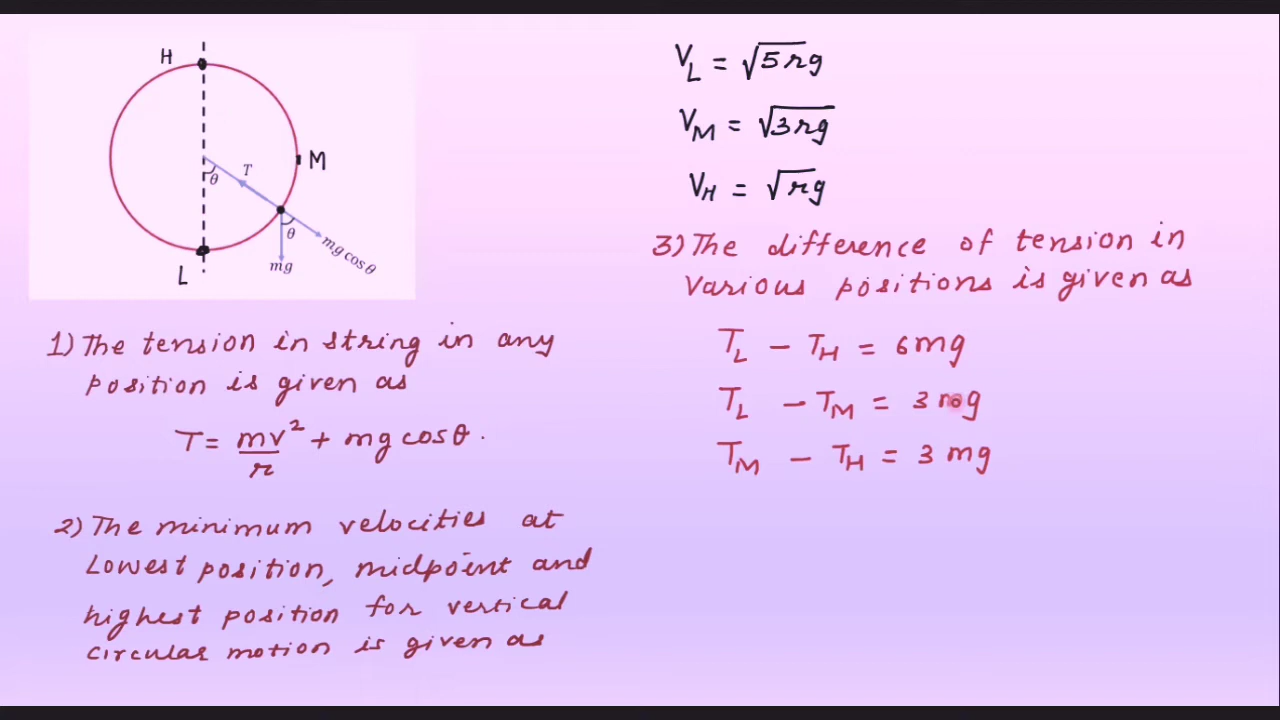 H
M
T
θ
θ
mg cos θ
mg
L
1) The tension in string in any
position is given as
T = mv²/r + mg cosθ.
2) The minimum velocities at
Lowest position, midpoint and
highest position for vertical
circular motion is given as
V_L = √5rg
V_M = √3rg
V_H = √rg
3) The difference of tension in
various positions is given as
T_L - T_H = 6mg
T_L - T_M = 3mg
T_M - T_H = 3mg